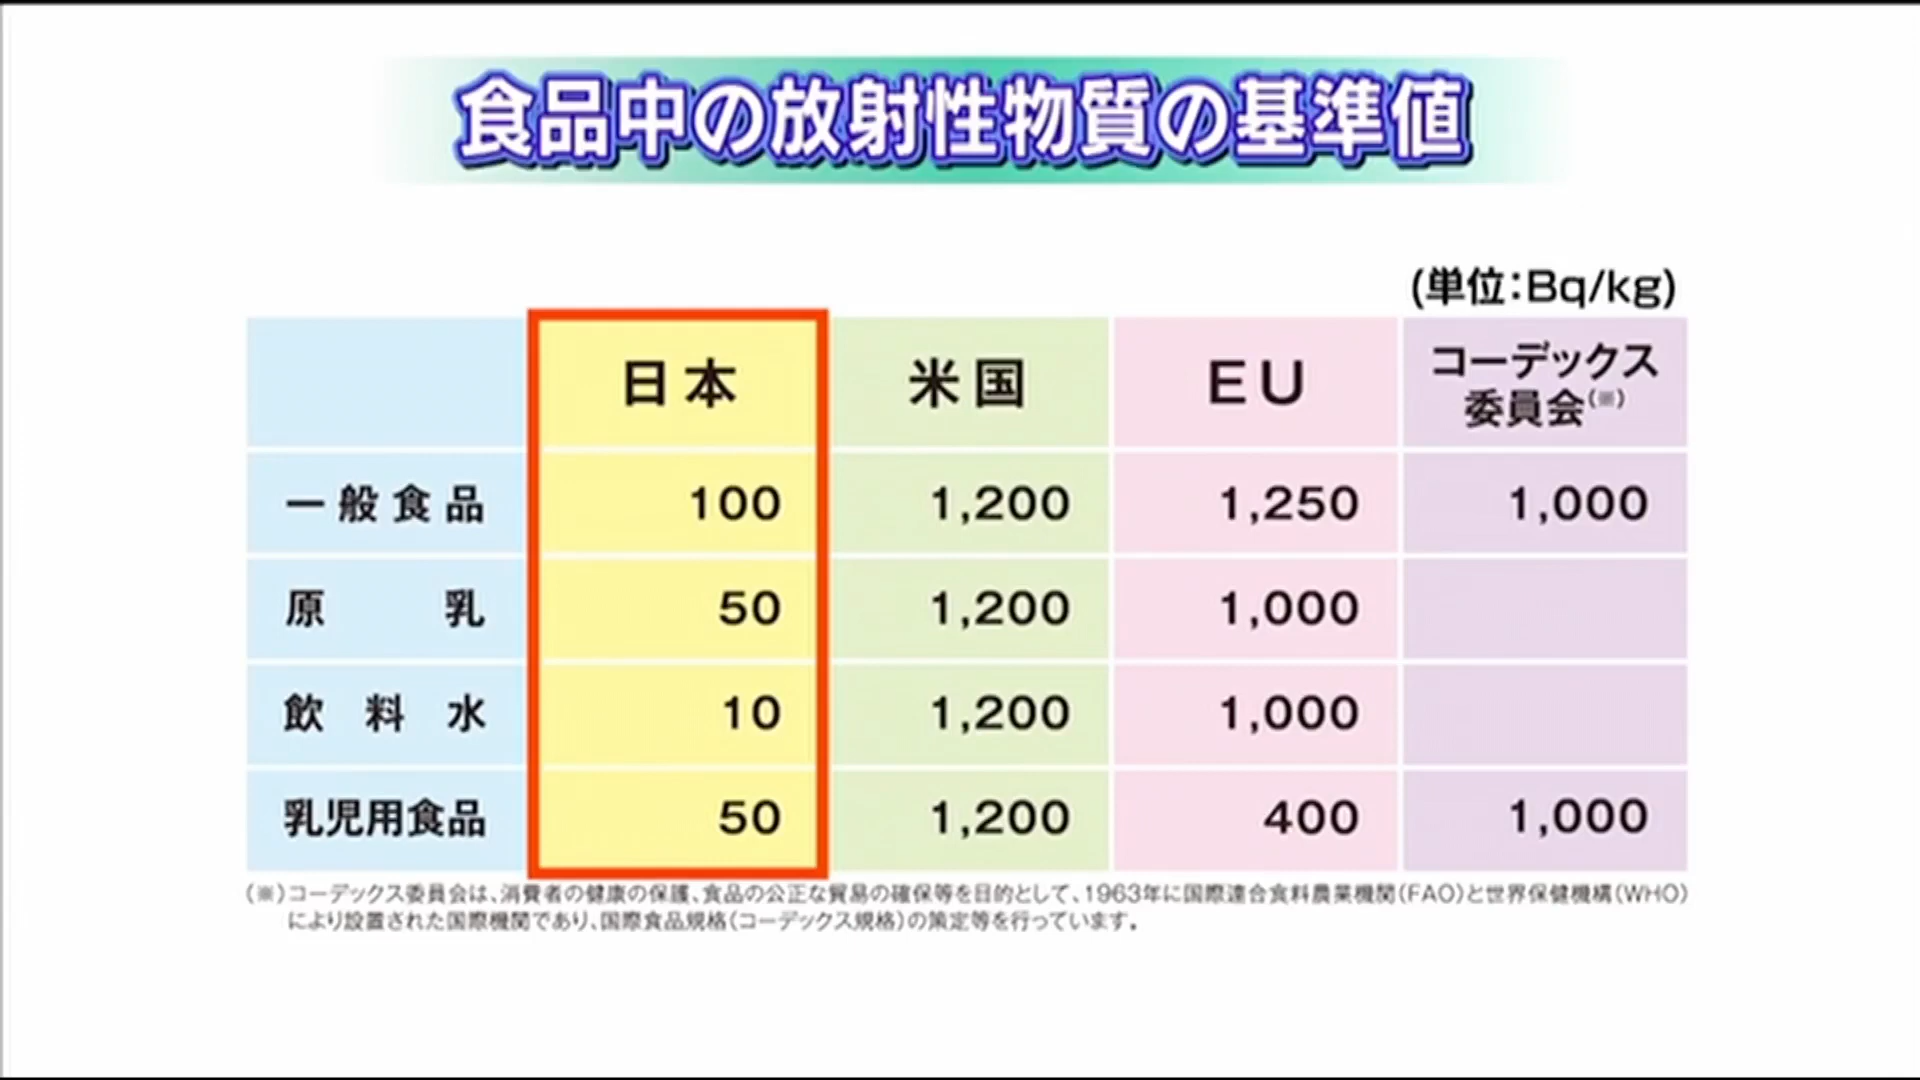 食品中の放射性物質の基準値
(単位:Bq/kg)
日本 米国 EU コーデックス委員会(※)
一般食品 100 1,200 1,250 1,000
原乳 50 1,200 1,000
飲料水 10 1,200 1,000
乳児用食品 50 1,200 400 1,000
(※)コーデックス委員会は、消費者の健康の保護、食品の公正な貿易の確保等を目的として、1963年に国際連合食料農業機関(FAO)と世界保健機構(WHO)
により設置された国際機関であり、国際食品規格(コーデックス規格)の策定等を行っています。